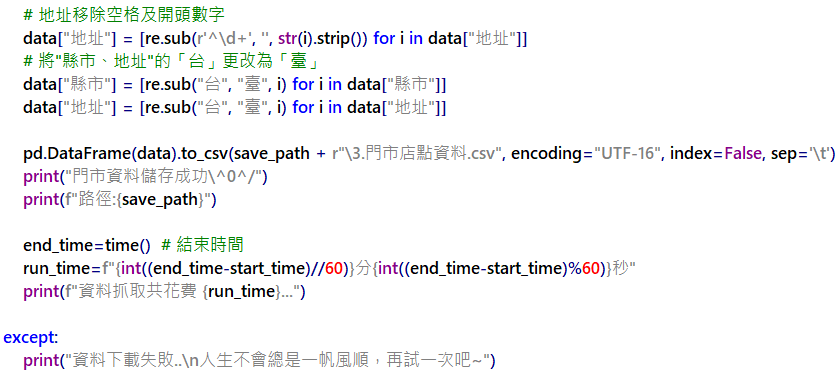 # 地址移除空格及開頭數字
data["地址"] = [re.sub(r'^\d+', '', str(i).strip()) for i in data["地址"]]
# 將"縣市、地址"的「台」更改為「臺」
data["縣市"] = [re.sub("台", "臺", i) for i in data["縣市"]]
data["地址"] = [re.sub("台", "臺", i) for i in data["地址"]]
pd.DataFrame(data).to_csv(save_path + r"\3.門市店點資料.csv", encoding="UTF-16", index=False, sep='\t')
print("門市資料儲存成功\^0^/")
print(f"路徑:{save_path}")
end_time=time()  # 結束時間
run_time=f"{int((end_time-start_time)//60)}分{int((end_time-start_time)%60)}秒"
print(f"資料抓取共花費 {run_time}...")
except:
print("資料下載失敗..\n人生不會總是一帆風順，再試一次吧~")